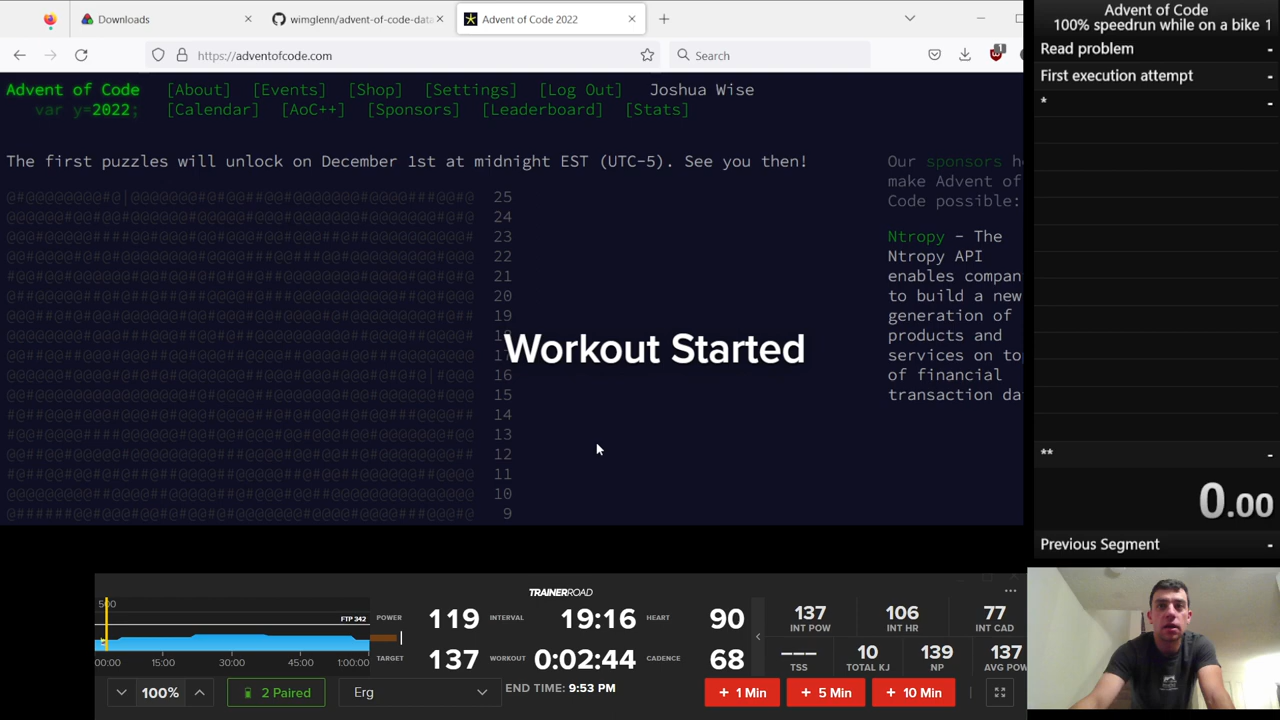 Downloads
wimglenn/advent-of-code-data
Advent of Code 2022
https://adventofcode.com
Search
1
Advent of Code [About] [Events] [Shop] [Settings] [Log Out] Joshua Wise
var y=2022; [Calendar] [AoC++] [Sponsors] [Leaderboard] [Stats]
The first puzzles will unlock on December 1st at midnight EST (UTC-5). See you then!
25
24
23
22
21
20
19
18
17
16
15
14
13
12
11
10
9
Our sponsors
make Advent of
Code possible:
Ntropy - The
Ntropy API
enables
to build a new
generation of
products and
services on
of financial
transaction
Workout Started
Advent of Code
100% speedrun while on a bike 1
Read problem -
First execution attempt -
* -
** -
0.00
Previous Segment -
TRAINERROAD
500
FTP 342
00:00 15:00 30:00 45:00 1:00:00
POWER 119 INTERVAL 19:16 HEART 90
TARGET 137 WORKOUT 0:02:44 CADENCE 68
137 106 77
INT POW INT HR INT CAD
--- 10 139 137
TSS TOTAL KJ NP AVG POW
100% 2 Paired Erg END TIME: 9:53 PM + 1 Min + 5 Min + 10 Min